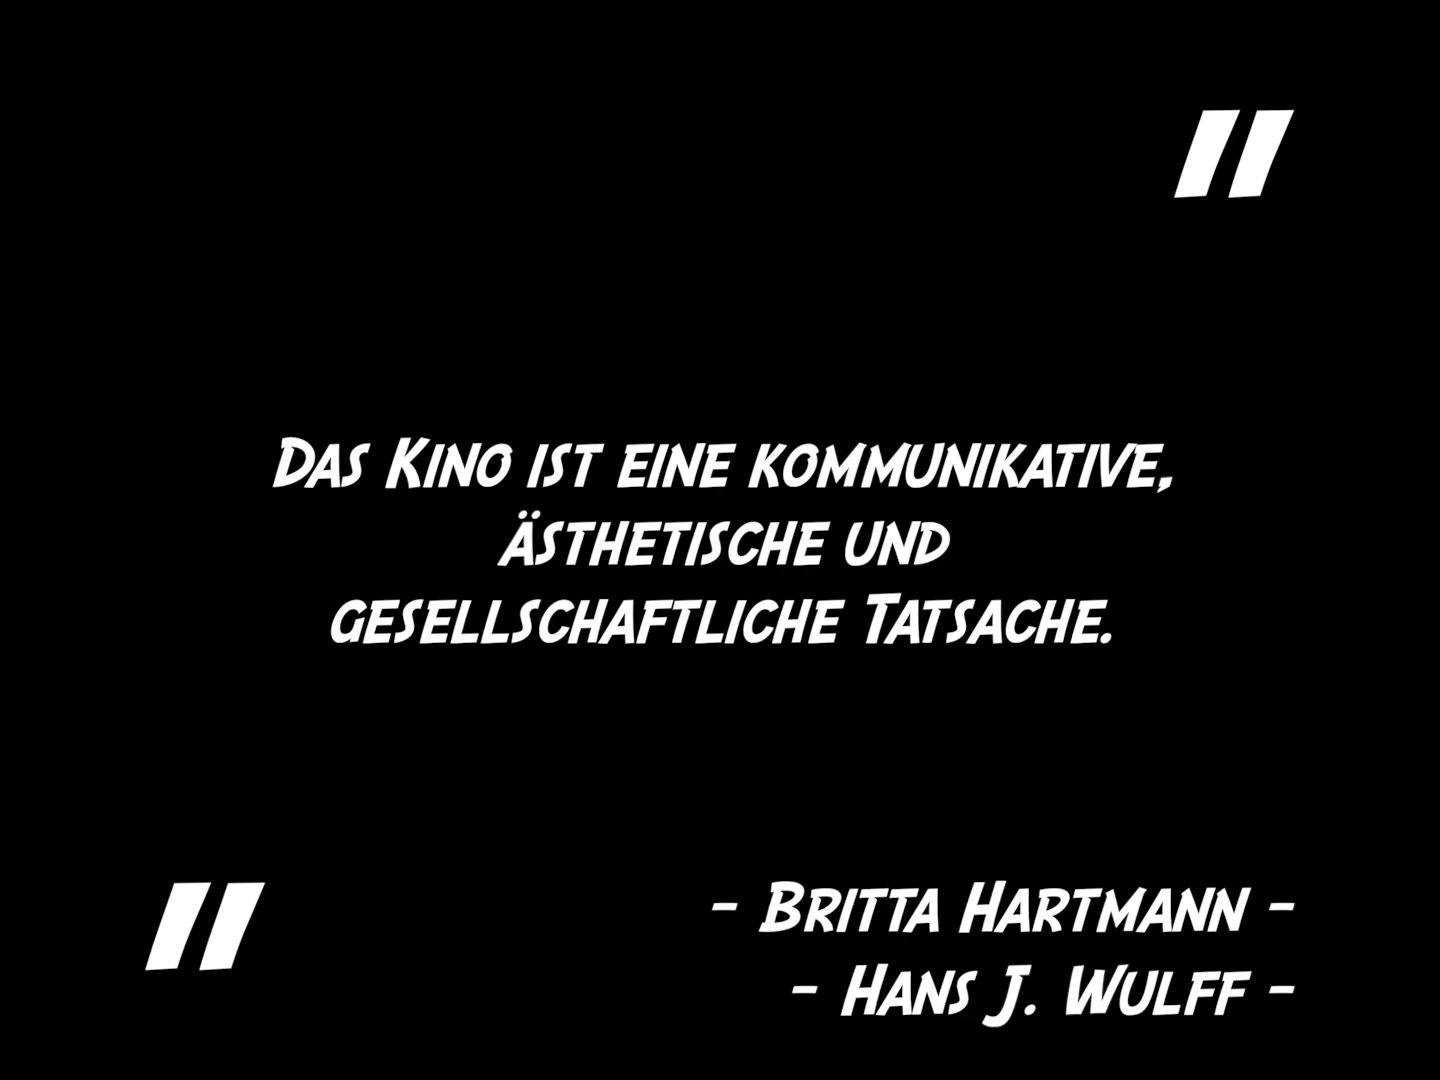 "
Das Kino ist eine kommunikative,
ästhetische und
gesellschaftliche Tatsache.
"
- Britta Hartmann -
- Hans J. Wulff -